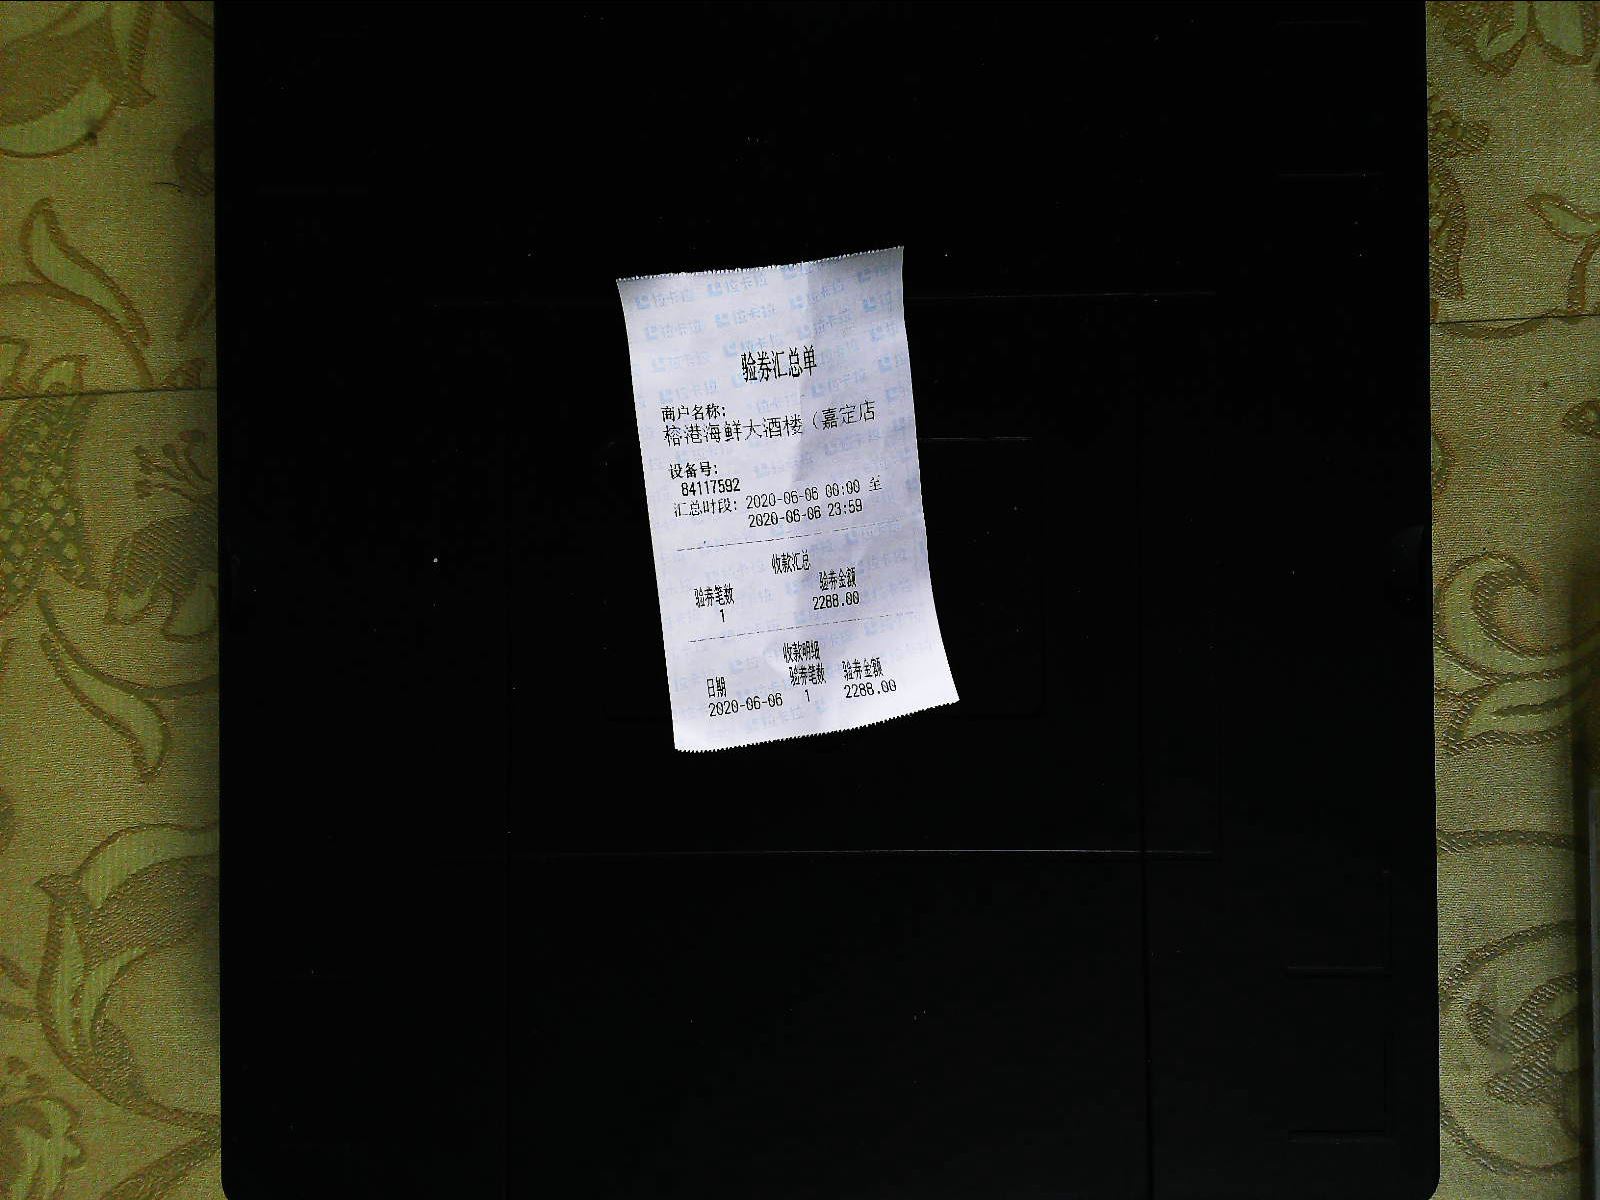 验券汇总单
商户名称:
榕港海鲜大酒楼（嘉定店
设备号:
84117592
汇总时段: 2020-06-06 00:00 至
2020-06-06 23:59
收款汇总
验券笔数 验券金额
1 2288.00
收款明细
日期 验券笔数 验券金额
2020-06-06 1 2288.00